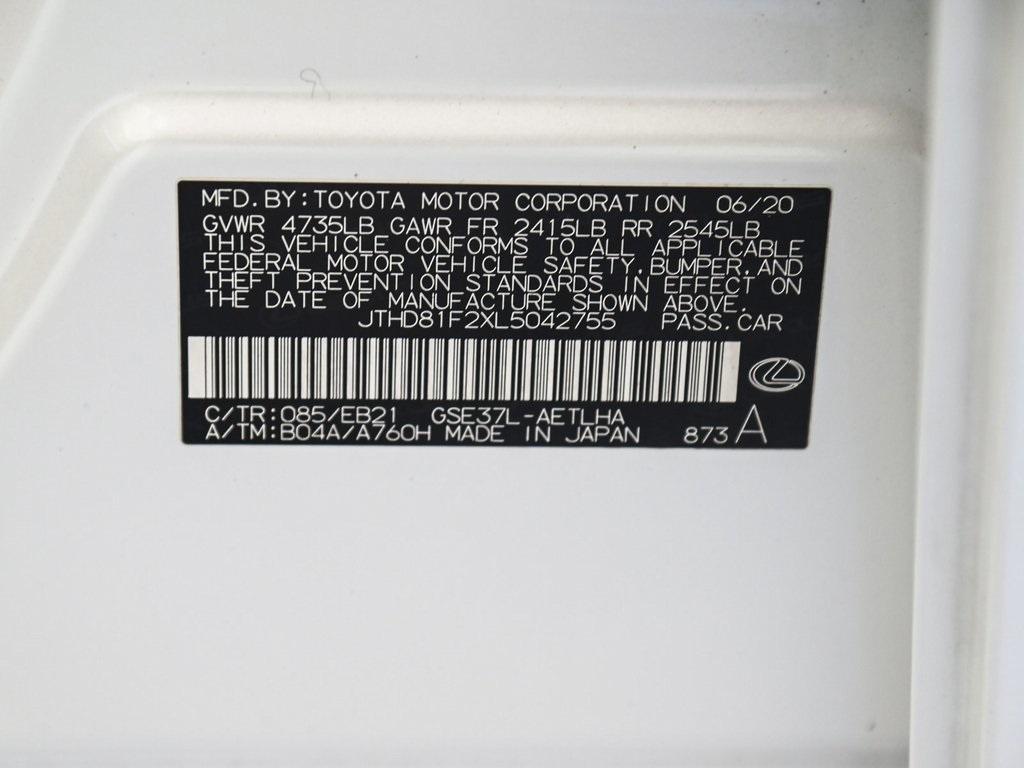 MFD.BY:TOYOTA MOTOR CORPORATION 06/20
GVWR 4735LB GAWR FR 2415LB RR 2545LB
THIS VEHICLE CONFORMS TO ALL APPLICABLE
FEDERAL MOTOR VEHICLE SAFETY,BUMPER,AND
THEFT PREVENTION STANDARDS IN EFFECT ON
THE DATE OF MANUFACTURE SHOWN ABOVE.
JTHD81F2XL5042755 PASS.CAR
C/TR:085/EB21 GSE37L-AETLHA
A/TM:B04A/A760H MADE IN JAPAN 873 A